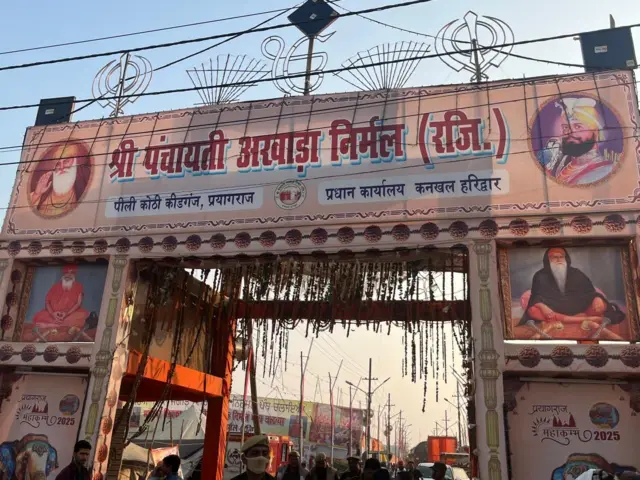 श्री पंचायती अखाड़ा निर्मल (रजि.)
पीली कोठी कीडगंज, प्रयागराज
प्रधान कार्यालय कनखल हरिद्वार
प्रयागराज
महाकुम्भ 2025
प्रयागराज
महाकुम्भ 2025